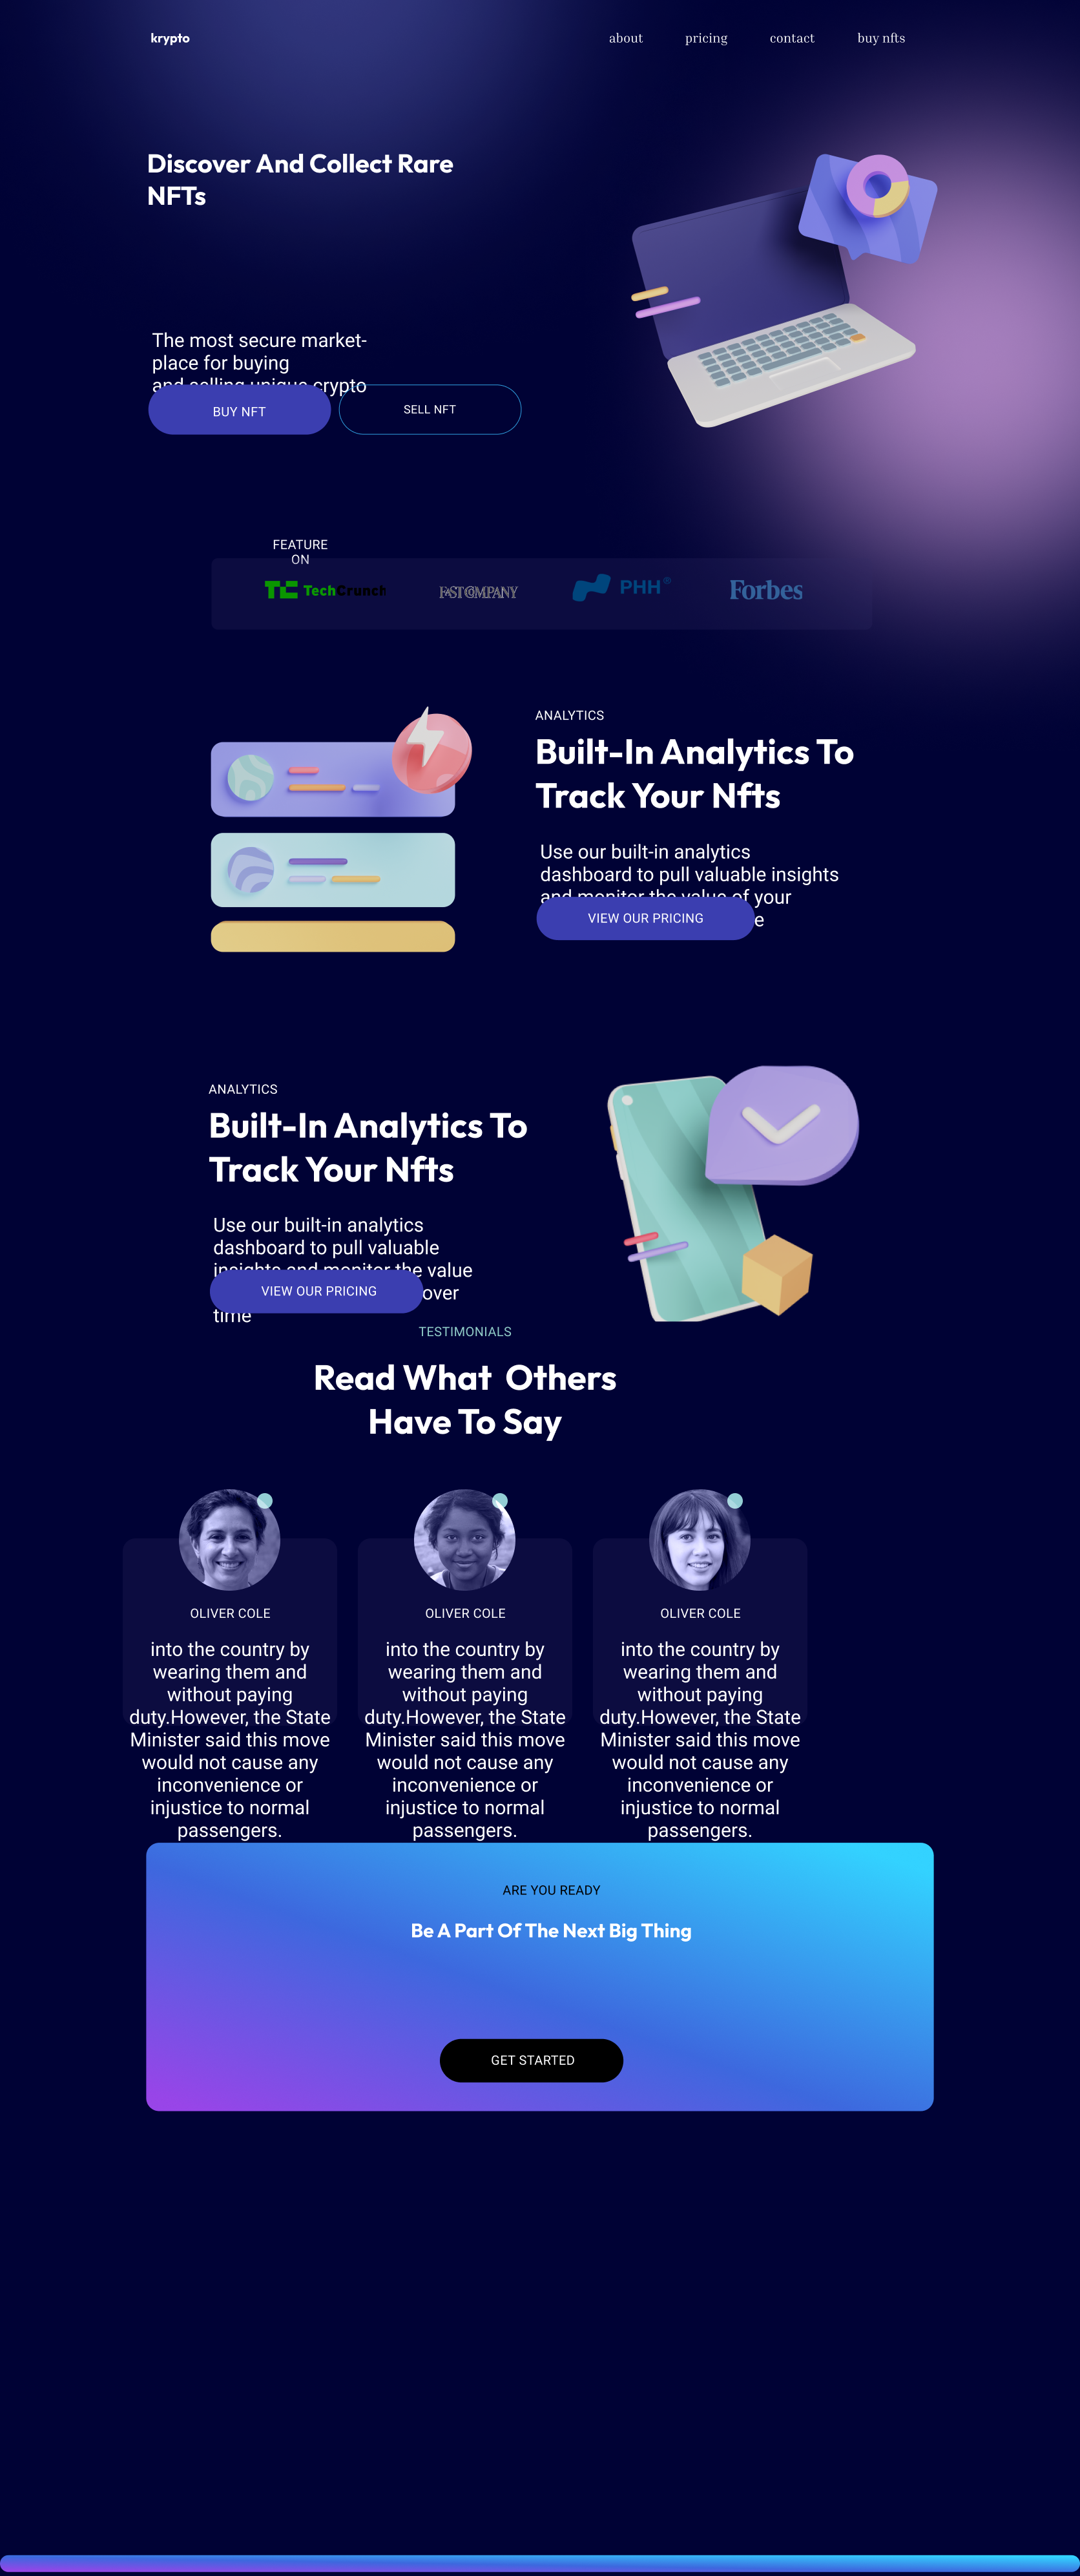 krypto
about pricing contact buy nfts
Discover And Collect Rare
NFTs
The most secure market-
place for buying
and selling unique crypto
BUY NFT
SELL NFT
FEATURE
ON
TechCrunch
FASTCOMPANY
PHH®
Forbes
ANALYTICS
Built-In Analytics To
Track Your Nfts
Use our built-in analytics
dashboard to pull valuable insights
and monitor the value of your
e
VIEW OUR PRICING
ANALYTICS
Built-In Analytics To
Track Your Nfts
Use our built-in analytics
dashboard to pull valuable
insights and monitor the value
over
time
VIEW OUR PRICING
TESTIMONIALS
Read What Others
Have To Say
OLIVER COLE
into the country by
wearing them and
without paying
duty.However, the State
Minister said this move
would not cause any
inconvenience or
injustice to normal
passengers.
OLIVER COLE
into the country by
wearing them and
without paying
duty.However, the State
Minister said this move
would not cause any
inconvenience or
injustice to normal
passengers.
OLIVER COLE
into the country by
wearing them and
without paying
duty.However, the State
Minister said this move
would not cause any
inconvenience or
injustice to normal
passengers.
ARE YOU READY
Be A Part Of The Next Big Thing
GET STARTED